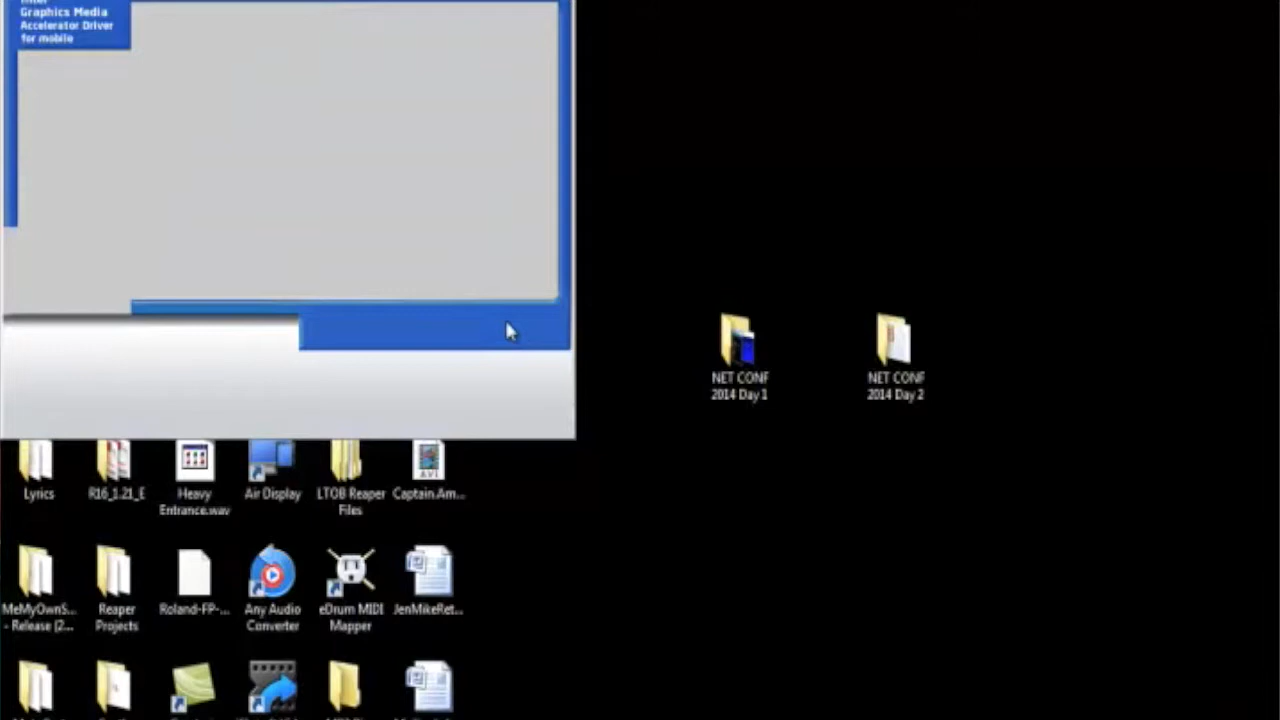 Graphics Media
Accelerator Driver
for mobile
NET CONF
2014 Day 1
NET CONF
2014 Day 2
Lyrics
R16_1.21_E
Heavy
Entrance.wav
Air Display
LTOB Reaper
Files
Captain.Am...
AVI
MeMyOwnS...
- Release (2...
Reaper
Projects
Roland-FP-...
Any Audio
Converter
eDrum MIDI
Mapper
JenMikeRet...